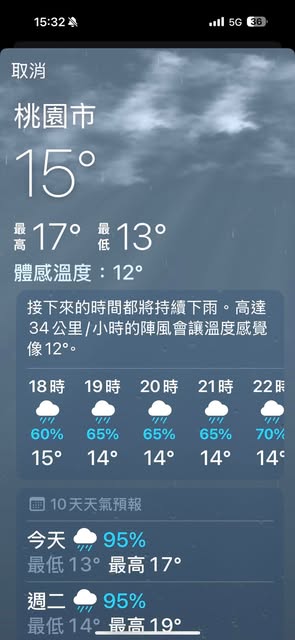 15:32 5G 36
取消
桃園市
15°
最高 17° 最低 13°
體感溫度：12°
接下來的時間都將持續下雨。高達
34 公里/小時的陣風會讓溫度感覺
像12°。
18時 19時 20時 21時 22時
60% 65% 65% 65% 70%
15° 14° 14° 14° 14°
10天天氣預報
今天 95%
最低 13° 最高 17°
週二 95%
最低 14° 最高 19°